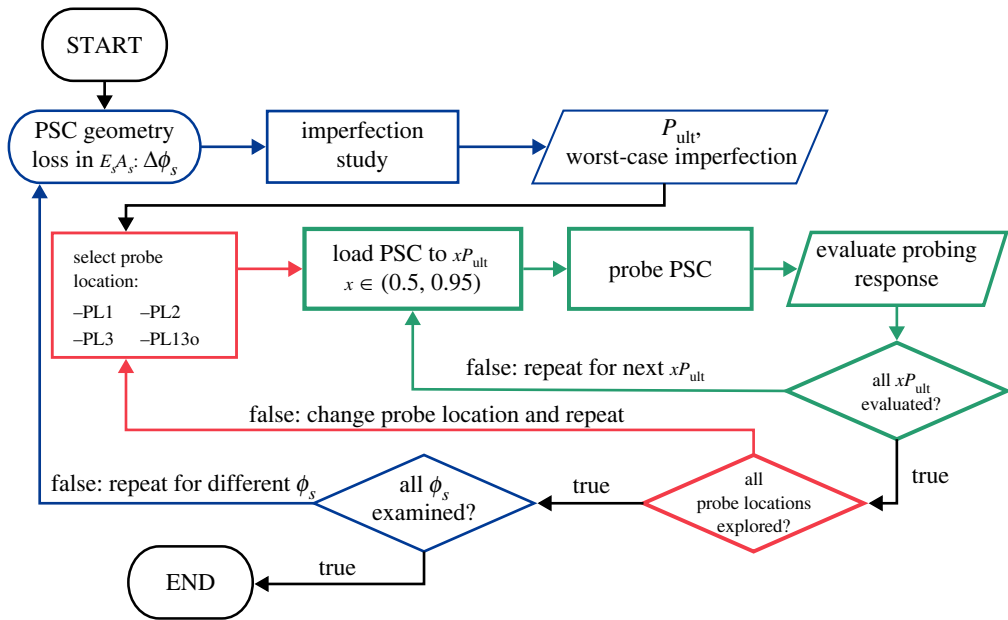 START
PSC geometry
loss in EₛAₛ: Δϕₛ
imperfection
study
Pᵤₗₜ,
worst-case imperfection
select probe
location:
–PL1 –PL2
–PL3 –PL13o
load PSC to xPᵤₗₜ
x ∈ (0.5, 0.95)
probe PSC
evaluate probing
response
false: repeat for next xPᵤₗₜ
all xPᵤₗₜ
evaluated?
false: change probe location and repeat
true
all
probe locations
explored?
true
false: repeat for different ϕₛ
all ϕₛ
examined?
true
END